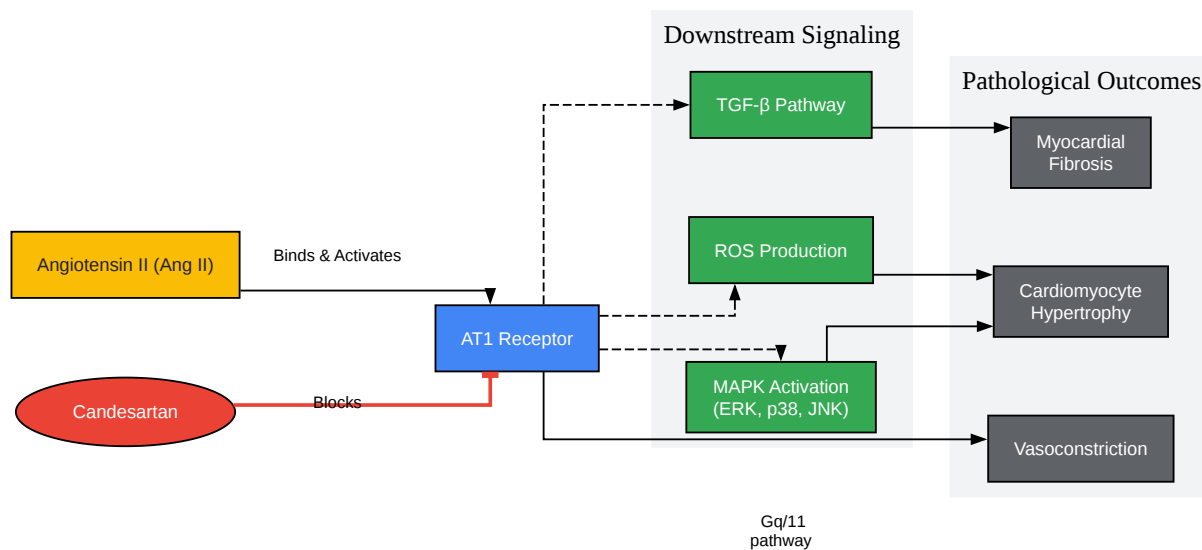 Downstream Signaling
Pathological Outcomes
TGF-β Pathway
Myocardial
Fibrosis
Angiotensin II (Ang II)
Binds & Activates
ROS Production
Cardiomyocyte
Hypertrophy
AT1 Receptor
MAPK Activation
(ERK, p38, JNK)
Candesartan
Blocks
Vasoconstriction
Gq/11
pathway